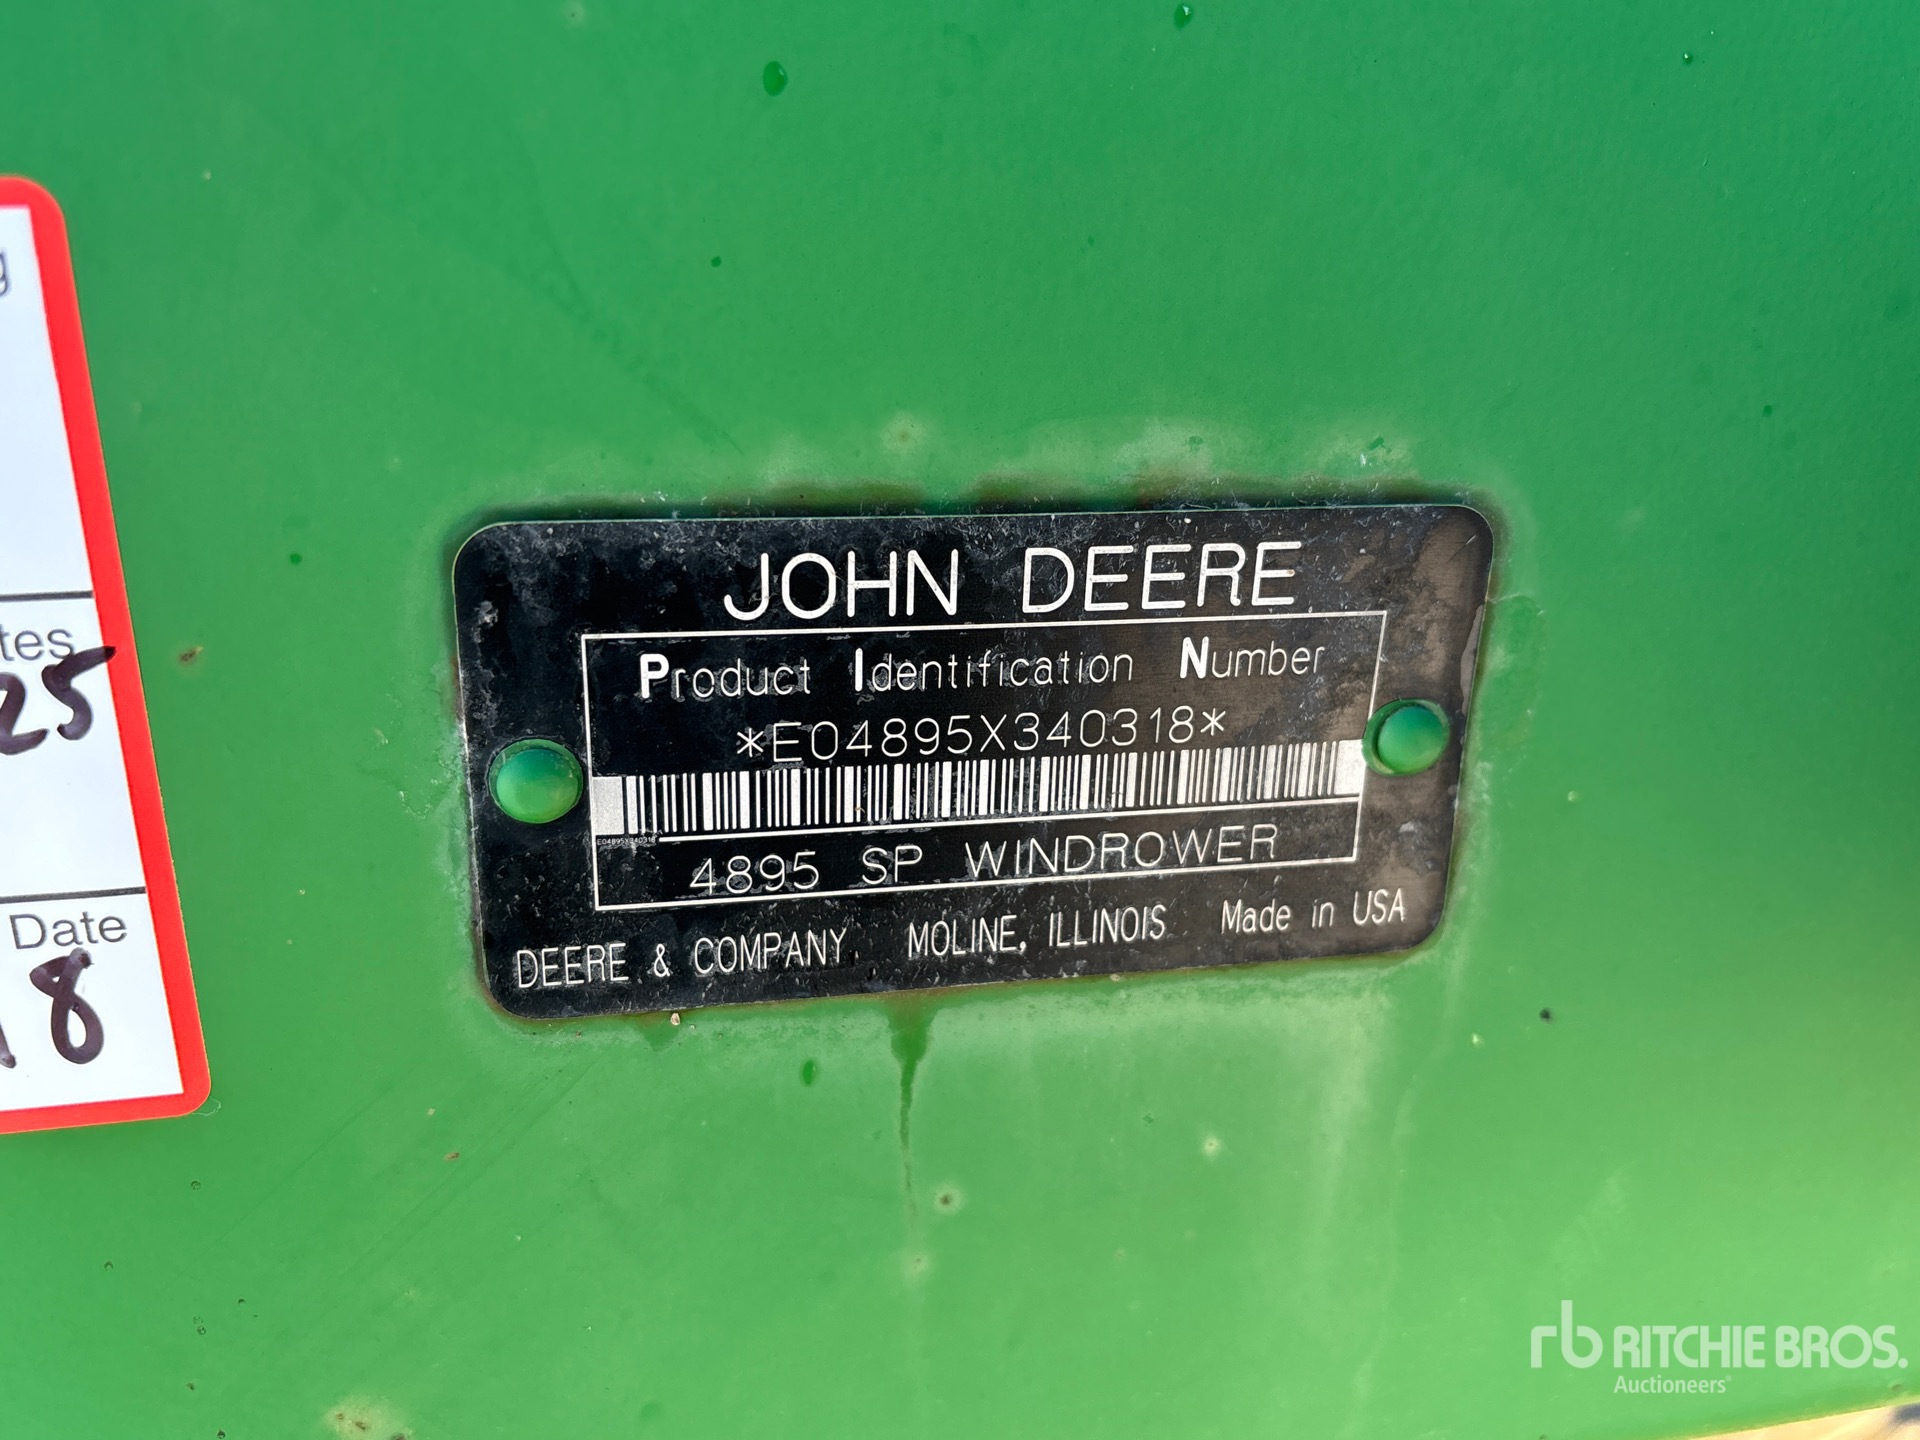 25
Date
18
JOHN DEERE
Product Identification Number
*E04895X340318*
E04895X340318
4895 SP WINDROWER
DEERE & COMPANY, MOLINE, ILLINOIS Made in USA
rb RITCHIE BROS.
Auctioneers